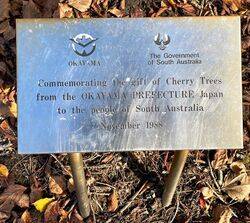 OKAYAMA
The Government
of South Australia
Commemorating the gift of Cherry Trees
from the OKAYAMA PREFECTURE Japan
to the people of South Australia
November 1988